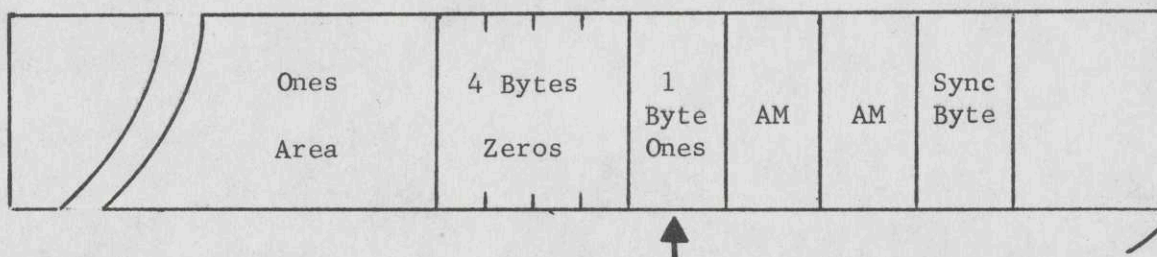 Ones
Area
4 Bytes
Zeros
1
Byte
Ones
AM
AM
Sync
Byte